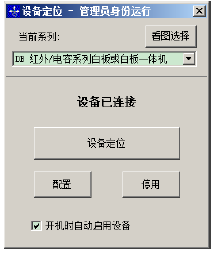 设备定位 - 管理员身份运行
当前系列:
看图选择
DB 红外/电容系列白板或白板一体机
设备已连接
设备定位
配置
停用
开机时自动启用设备